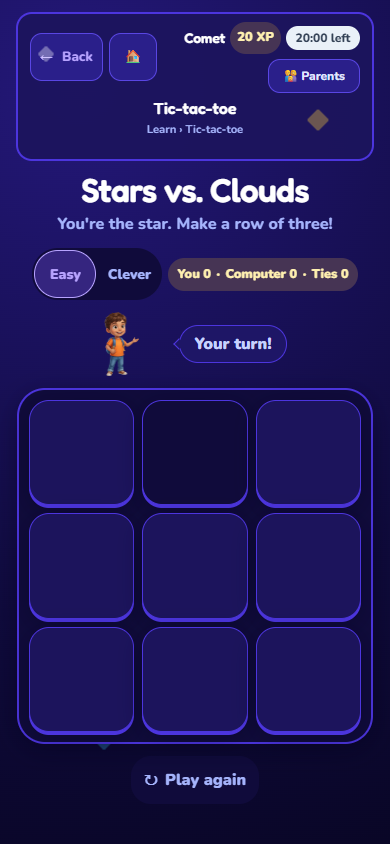 Back
Comet
20 XP
20:00 left
Parents
Tic-tac-toe
Learn › Tic-tac-toe
Stars vs. Clouds
You're the star. Make a row of three!
Easy
Clever
You 0 · Computer 0 · Ties 0
Your turn!
↻ Play again